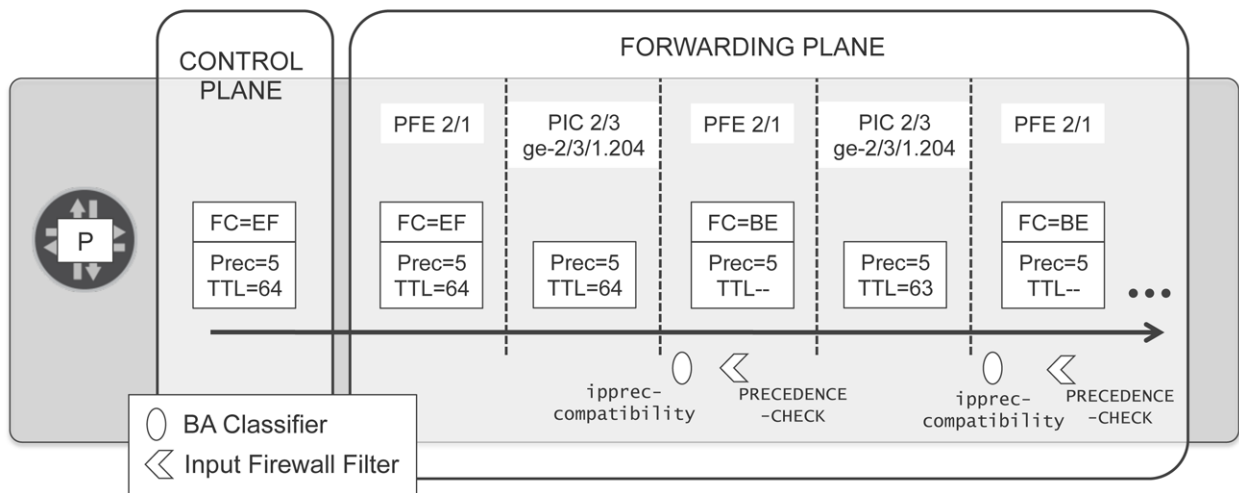 CONTROL
PLANE
FORWARDING PLANE
PFE 2/1
PIC 2/3
ge-2/3/1.204
PFE 2/1
PIC 2/3
ge-2/3/1.204
PFE 2/1
P
FC=EF
Prec=5
TTL=64
FC=EF
Prec=5
TTL=64
Prec=5
TTL=64
FC=BE
Prec=5
TTL--
Prec=5
TTL=63
FC=BE
Prec=5
TTL--
ipprec-
compatibility
PRECEDENCE
-CHECK
ipprec-
compatibility
PRECEDENCE
-CHECK
BA Classifier
Input Firewall Filter